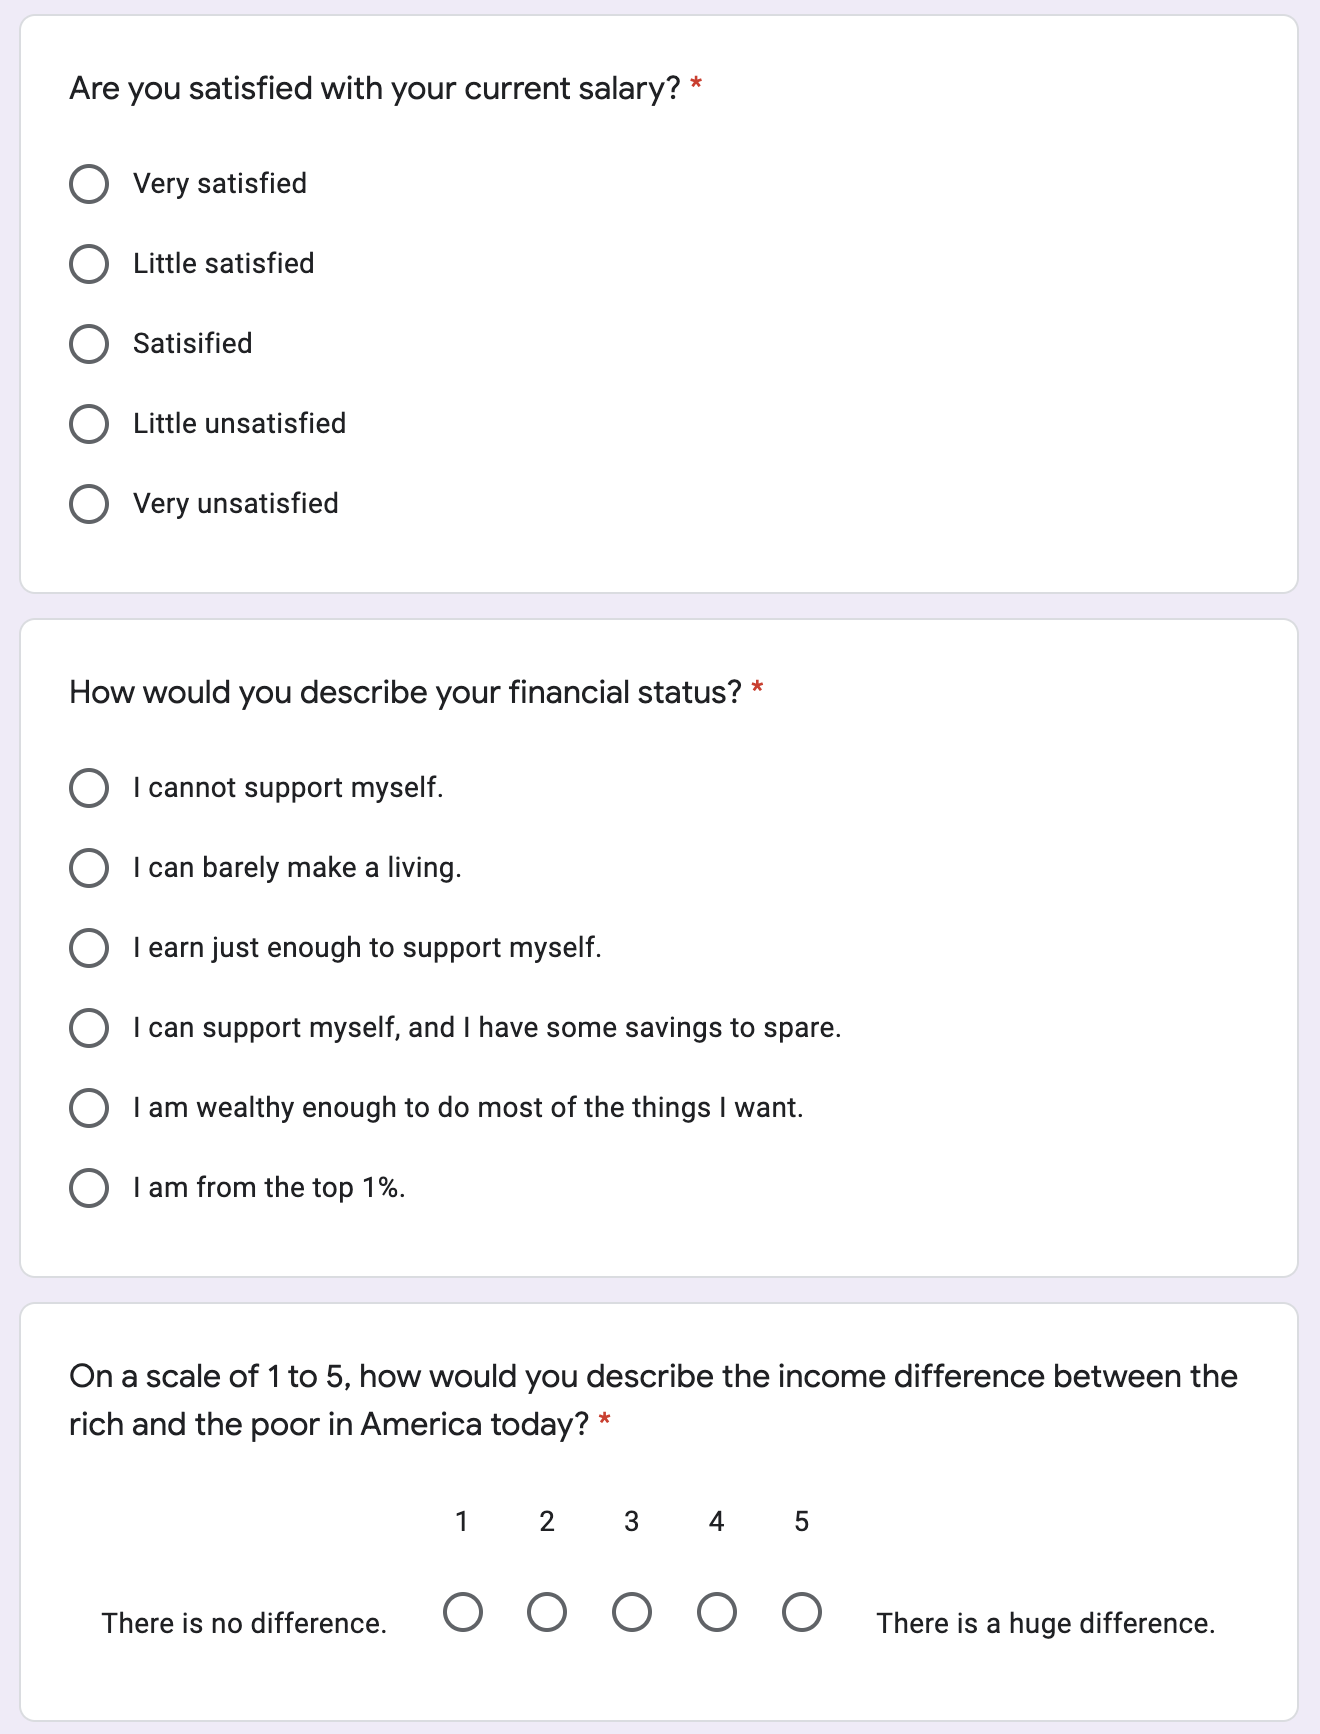 Are you satisfied with your current salary? *
Very satisfied
Little satisfied
Satisified
Little unsatisfied
Very unsatisfied
How would you describe your financial status? *
I cannot support myself.
I can barely make a living.
I earn just enough to support myself.
I can support myself, and I have some savings to spare.
I am wealthy enough to do most of the things I want.
I am from the top 1%.
On a scale of 1 to 5, how would you describe the income difference between the
rich and the poor in America today? *
1 2 3 4 5
There is no difference. There is a huge difference.